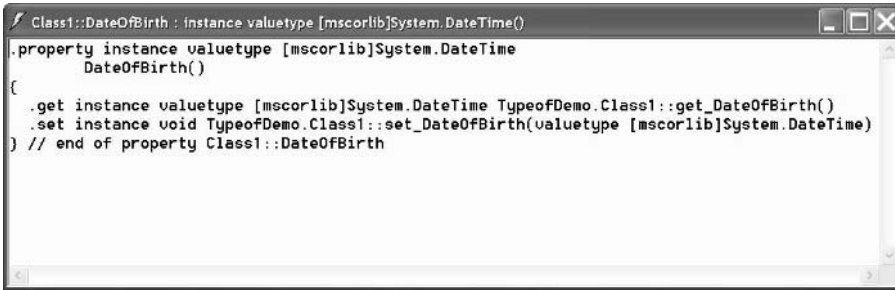 Class1::DateOfBirth : instance valuetype [mscorlib]System.DateTime()
.property instance valuetype [mscorlib]System.DateTime
        DateOfBirth()
{
  .get instance valuetype [mscorlib]System.DateTime TypeofDemo.Class1::get_DateOfBirth()
  .set instance void TypeofDemo.Class1::set_DateOfBirth(valuetype [mscorlib]System.DateTime)
} // end of property Class1::DateOfBirth